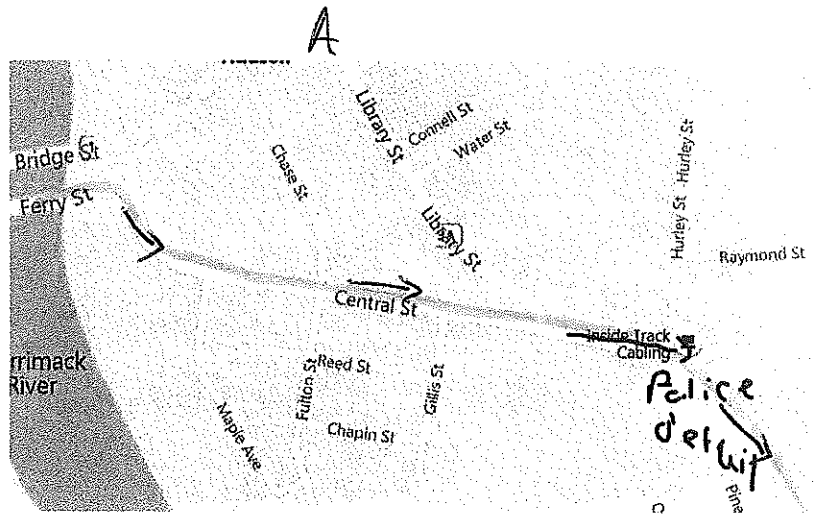 A
Bridge St
Ferry St
Library St
Connell St
Water St
Chase St
Library St
Hurley St
Hurley St
Raymond St
Central St
Inside Track
Cabling
rrimack
River
Reed St
Fulton St
Gillis St
Maple Ave
Chapin St
Police
Pine